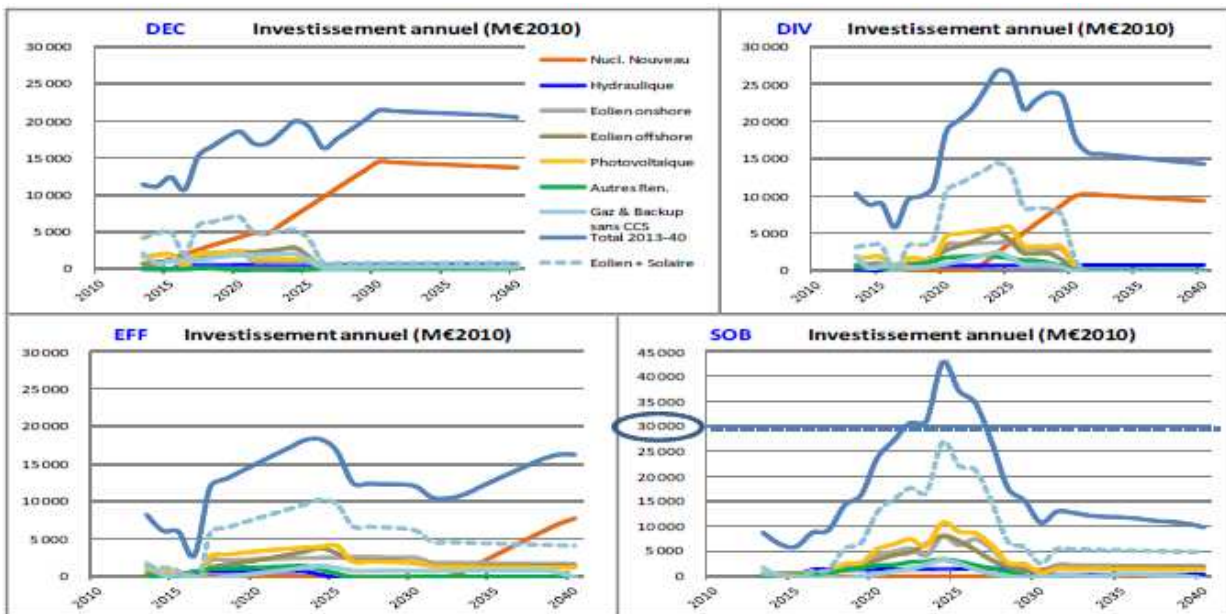 DEC Investissement annuel (M€2010)
30 000
25 000
20 000
15 000
10 000
5 000
0
2010 2015 2020 2025 2030 2035 2040
Nucl. Nouveau
Hydraulique
Eolien onshore
Eolien offshore
Photovoltaïque
Autres Ren.
Gaz & Backup
sans CCS
Total 2013-40
Eolien + Solaire
DIV Investissement annuel (M€2010)
30 000
25 000
20 000
15 000
10 000
5 000
0
2010 2015 2020 2025 2030 2035 2040
EFF Investissement annuel (M€2010)
30 000
25 000
20 000
15 000
10 000
5 000
0
2010 2015 2020 2025 2030 2035 2040
SOB Investissement annuel (M€2010)
45 000
40 000
35 000
30 000
25 000
20 000
15 000
10 000
5 000
0
2010 2015 2020 2025 2030 2035 2040